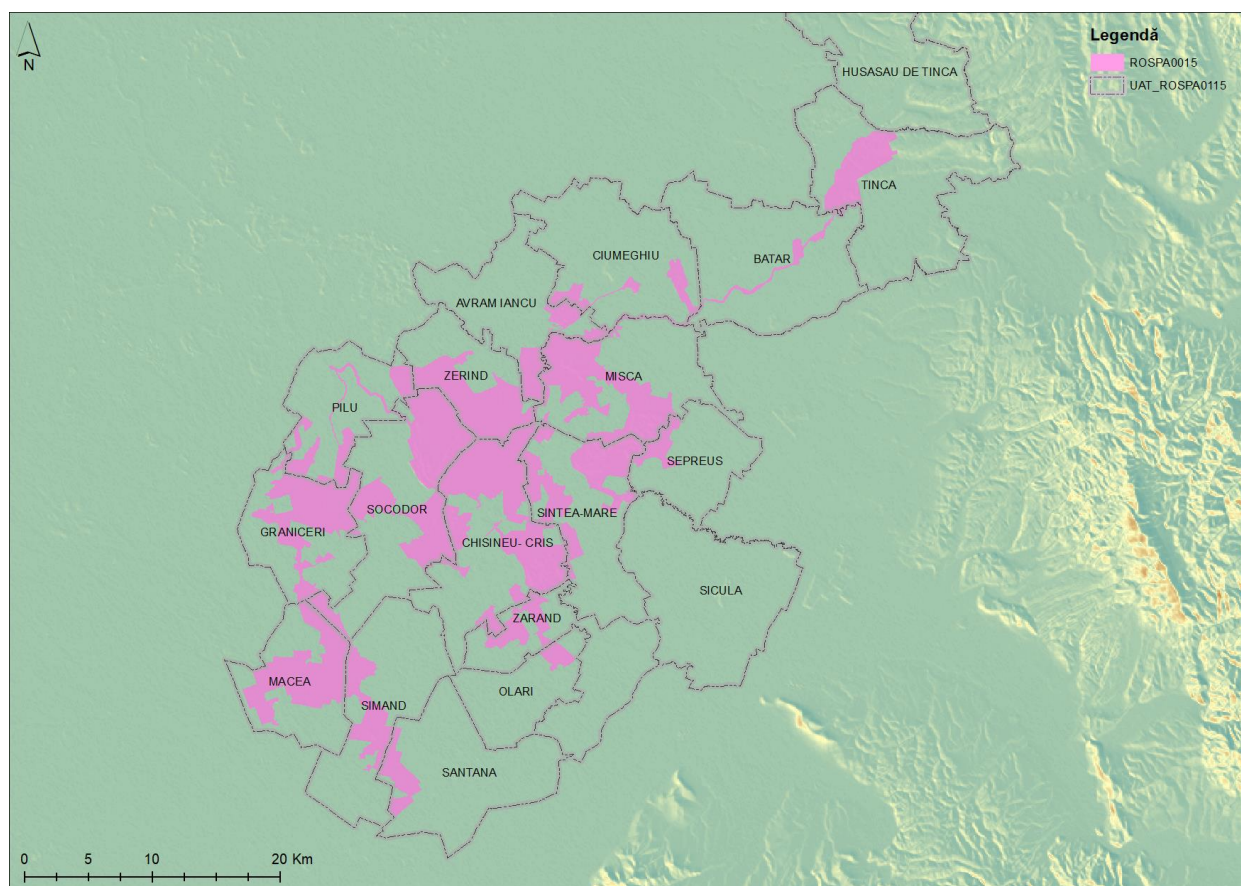 Legendă
ROSPA0015
UAT_ROSPA0115
N
HUSASAU DE TINCA
TINCA
CIUMEGHIU
BATAR
AVRAM IANCU
ZERIND
MISCA
PILU
SEPREUS
SOCODOR
SINTEA-MARE
GRANICERI
CHISINEU- CRIS
SICULA
ZARAND
MACEA
OLARI
SIMAND
SANTANA
0 5 10 20 Km